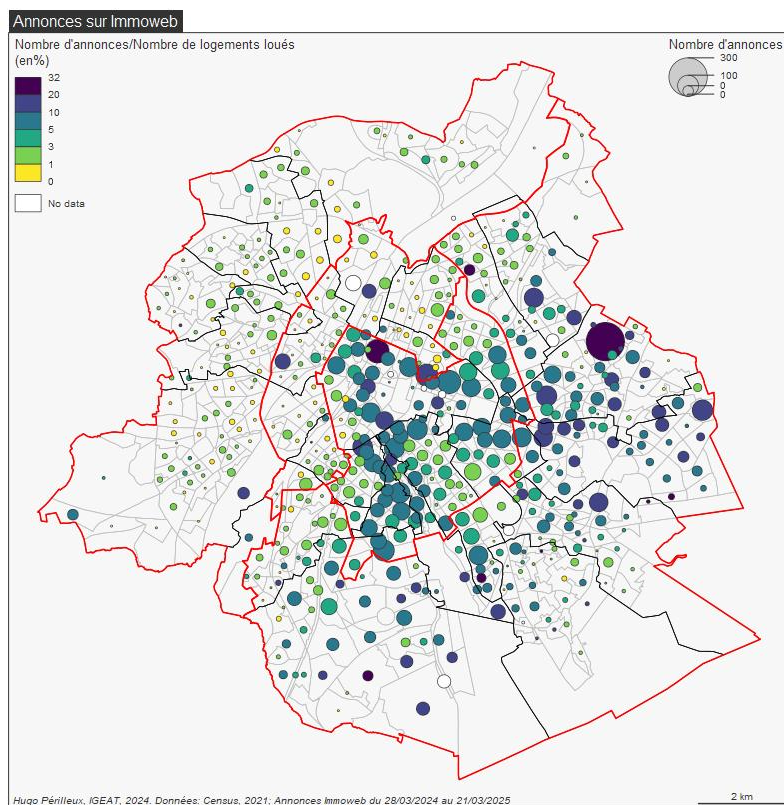 Annonces sur Immoweb
Nombre d'annonces/Nombre de logements loués
(en%)
32
20
10
5
3
1
0
No data
Nombre d'annonces
300
100
0
0
2 km
Hugo Périlleux, IGEAT, 2024. Données: Census, 2021; Annonces Immoweb du 28/03/2024 au 21/03/2025